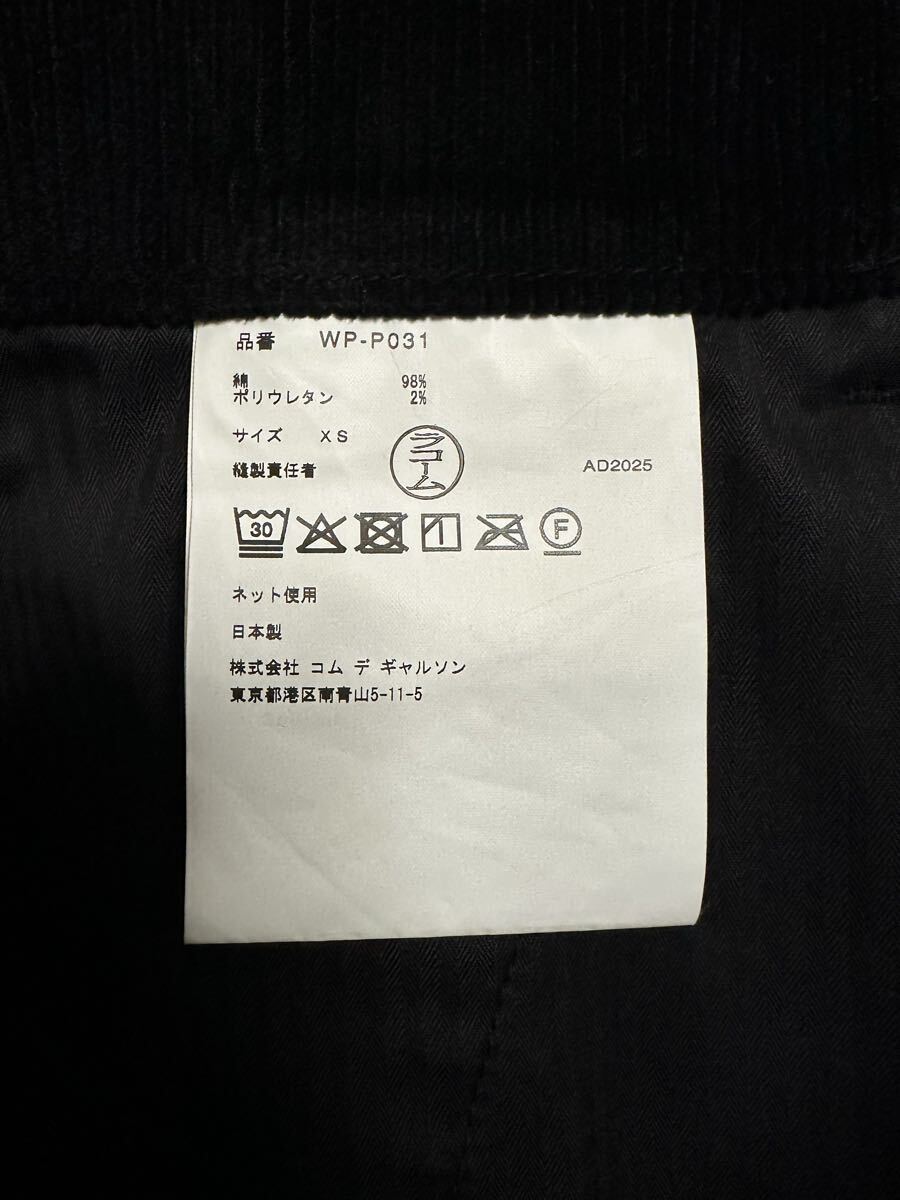 品番 WP-P031
綿 98%
ポリウレタン 2%
サイズ XS
縫製責任者 ラコーム AD2025
30 F
ネット使用
日本製
株式会社 コム デ ギャルソン
東京都港区南青山5-11-5